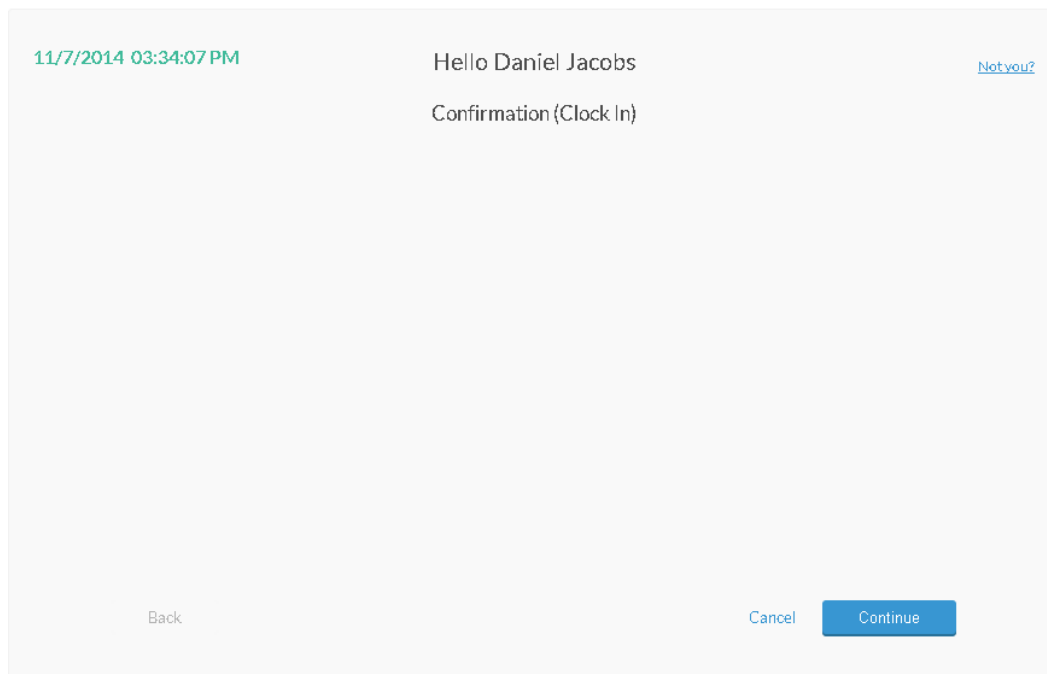 11/7/2014 03:34:07 PM
Hello Daniel Jacobs
Not you?
Confirmation (Clock In)
Back
Cancel
Continue